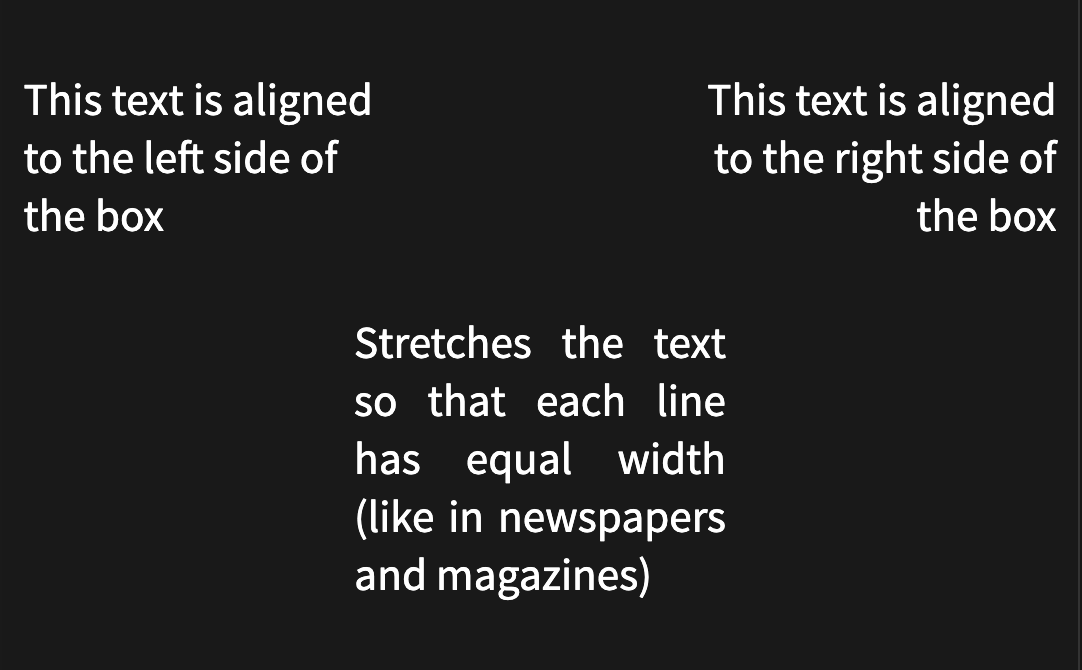 This text is aligned
to the left side of
the box
This text is aligned
to the right side of
the box
Stretches the text
so that each line
has equal width
(like in newspapers
and magazines)